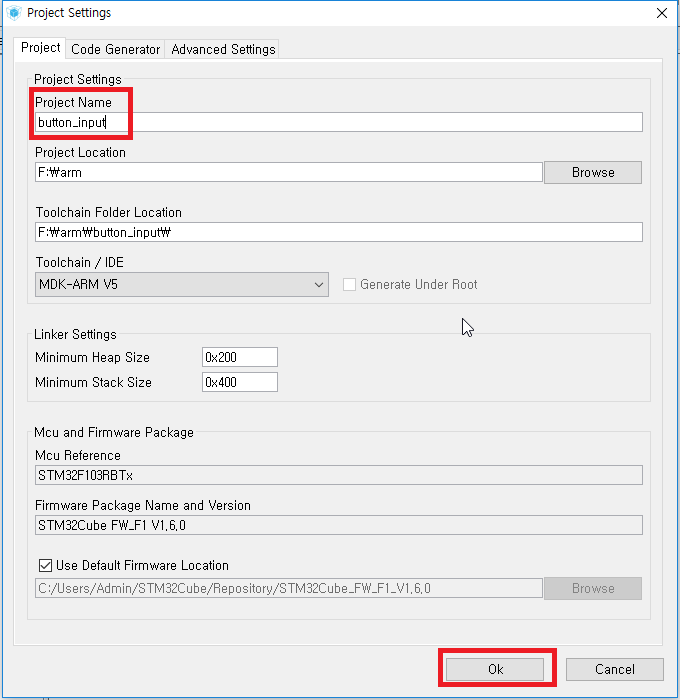 Project Settings
Project
Code Generator
Advanced Settings
Project Settings
Project Name
button_input
Project Location
F:₩arm
Browse
Toolchain Folder Location
F:₩arm₩button_input₩
Toolchain / IDE
MDK-ARM V5
Generate Under Root
Linker Settings
Minimum Heap Size
0x200
Minimum Stack Size
0x400
Mcu and Firmware Package
Mcu Reference
STM32F103RBTx
Firmware Package Name and Version
STM32Cube FW_F1 V1.6.0
Use Default Firmware Location
C:/Users/Admin/STM32Cube/Repository/STM32Cube_FW_F1_V1.6.0
Browse
Ok
Cancel